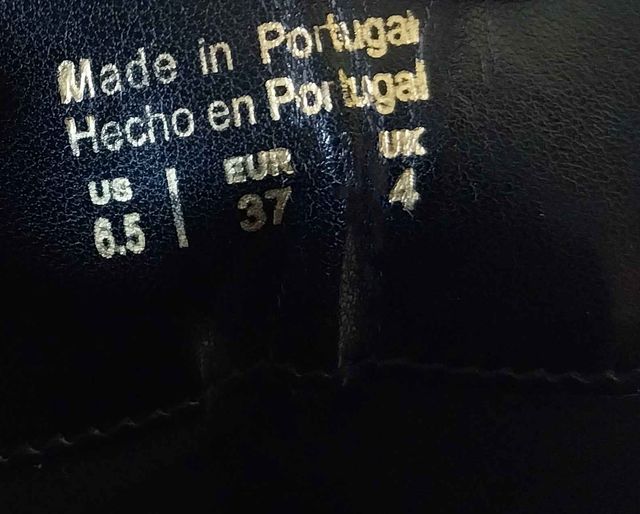 Made in Portugal
Hecho en Portugal
US | EUR UK
6.5 37 4